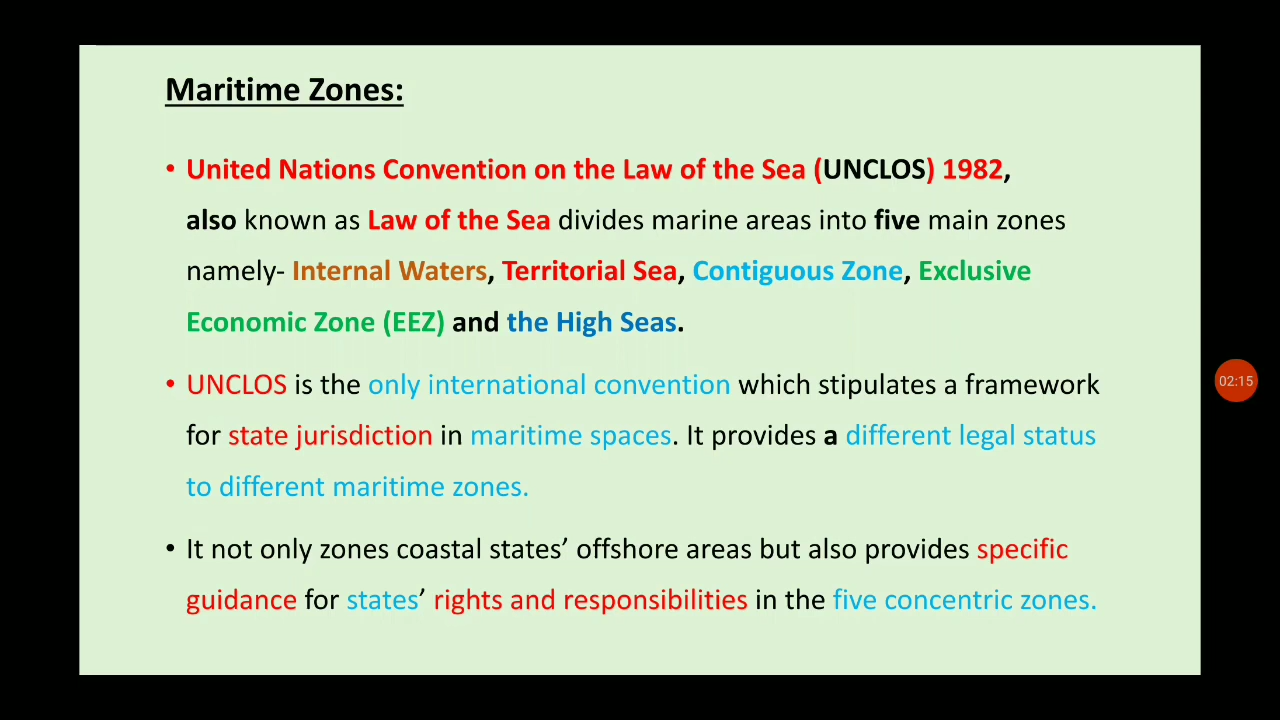 Maritime Zones:
• United Nations Convention on the Law of the Sea (UNCLOS) 1982,
also known as Law of the Sea divides marine areas into five main zones
namely- Internal Waters, Territorial Sea, Contiguous Zone, Exclusive
Economic Zone (EEZ) and the High Seas.
• UNCLOS is the only international convention which stipulates a framework
for state jurisdiction in maritime spaces. It provides a different legal status
to different maritime zones.
• It not only zones coastal states’ offshore areas but also provides specific
guidance for states’ rights and responsibilities in the five concentric zones.
02:15